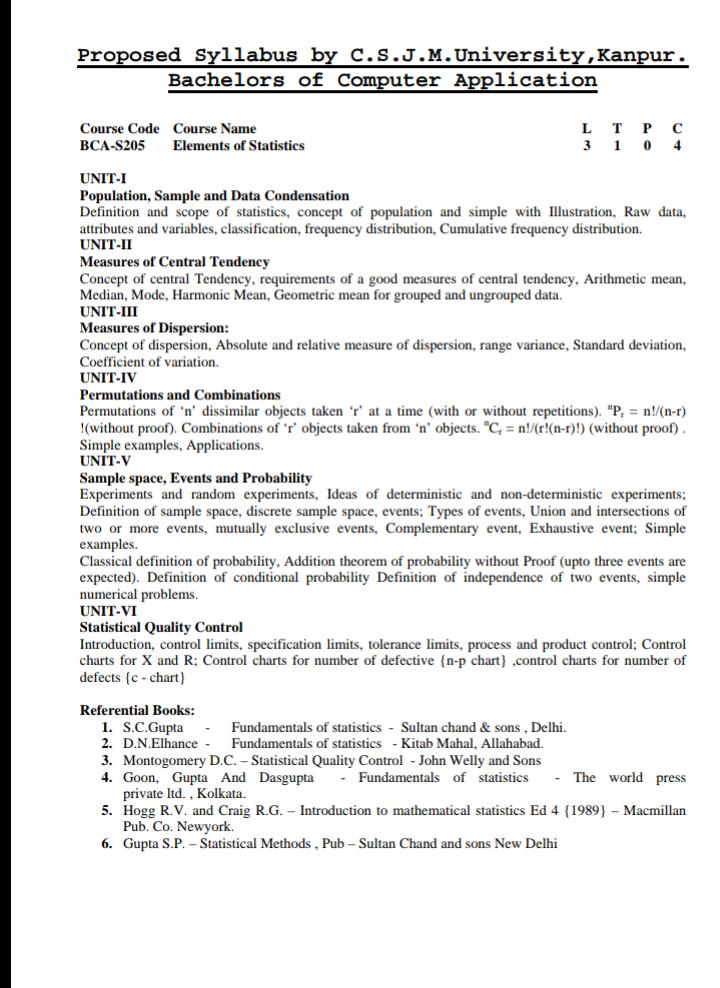 Proposed Syllabus by C.S.J.M.University,Kanpur.
Bachelors of Computer Application
Course Code Course Name L T P C
BCA-S205 Elements of Statistics 3 1 0 4
UNIT-I
Population, Sample and Data Condensation
Definition and scope of statistics, concept of population and simple with Illustration, Raw data,
attributes and variables, classification, frequency distribution, Cumulative frequency distribution.
UNIT-II
Measures of Central Tendency
Concept of central Tendency, requirements of a good measures of central tendency, Arithmetic mean,
Median, Mode, Harmonic Mean, Geometric mean for grouped and ungrouped data.
UNIT-III
Measures of Dispersion:
Concept of dispersion, Absolute and relative measure of dispersion, range variance, Standard deviation,
Coefficient of variation.
UNIT-IV
Permutations and Combinations
Permutations of ‘n’ dissimilar objects taken ‘r’ at a time (with or without repetitions). ⁿPᵣ = n!/(n-r)
!(without proof). Combinations of ‘r’ objects taken from ‘n’ objects. ⁿCᵣ = n!/(r!(n-r)!) (without proof) .
Simple examples, Applications.
UNIT-V
Sample space, Events and Probability
Experiments and random experiments, Ideas of deterministic and non-deterministic experiments;
Definition of sample space, discrete sample space, events; Types of events, Union and intersections of
two or more events, mutually exclusive events, Complementary event, Exhaustive event; Simple
examples.
Classical definition of probability, Addition theorem of probability without Proof (upto three events are
expected). Definition of conditional probability Definition of independence of two events, simple
numerical problems.
UNIT-VI
Statistical Quality Control
Introduction, control limits, specification limits, tolerance limits, process and product control; Control
charts for X and R; Control charts for number of defective {n-p chart} ,control charts for number of
defects {c - chart}
Referential Books:
1. S.C.Gupta - Fundamentals of statistics - Sultan chand & sons , Delhi.
2. D.N.Elhance - Fundamentals of statistics - Kitab Mahal, Allahabad.
3. Montogomery D.C. – Statistical Quality Control - John Welly and Sons
4. Goon, Gupta And Dasgupta - Fundamentals of statistics - The world press
private ltd. , Kolkata.
5. Hogg R.V. and Craig R.G. – Introduction to mathematical statistics Ed 4 {1989} – Macmillan
Pub. Co. Newyork.
6. Gupta S.P. – Statistical Methods , Pub – Sultan Chand and sons New Delhi